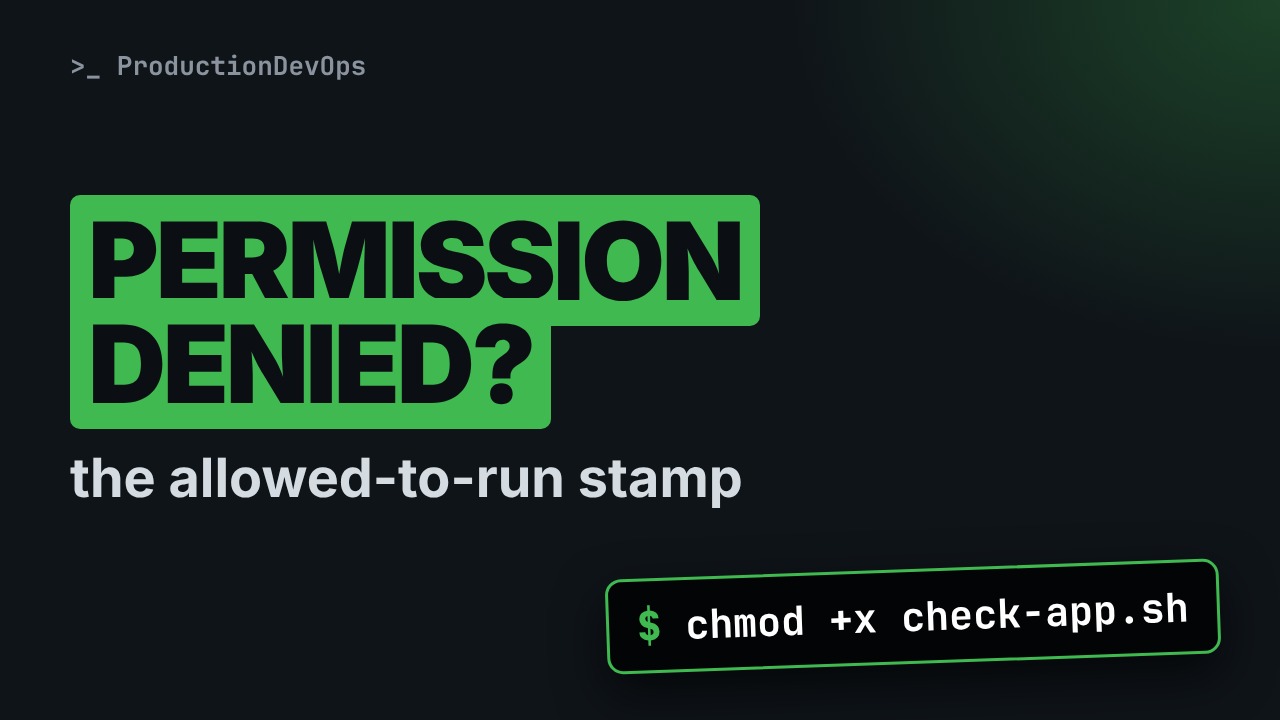 >_ ProductionDevOps
PERMISSION
DENIED?
the allowed-to-run stamp
$ chmod +x check-app.sh